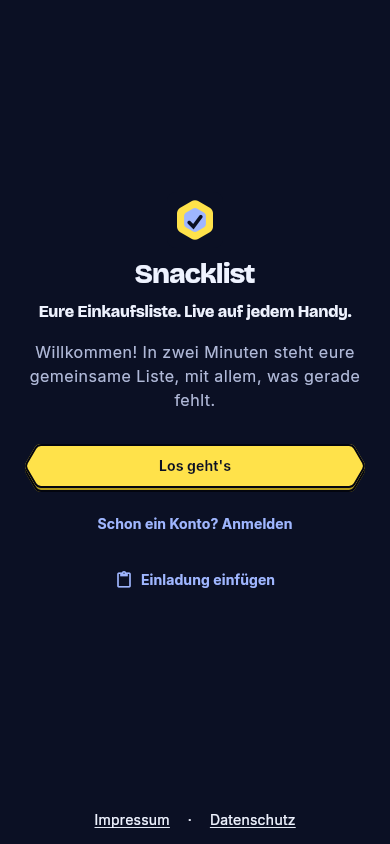 Snacklist
Eure Einkaufsliste. Live auf jedem Handy.
Willkommen! In zwei Minuten steht eure
gemeinsame Liste, mit allem, was gerade
fehlt.
Los geht's
Schon ein Konto? Anmelden
Einladung einfügen
Impressum · Datenschutz